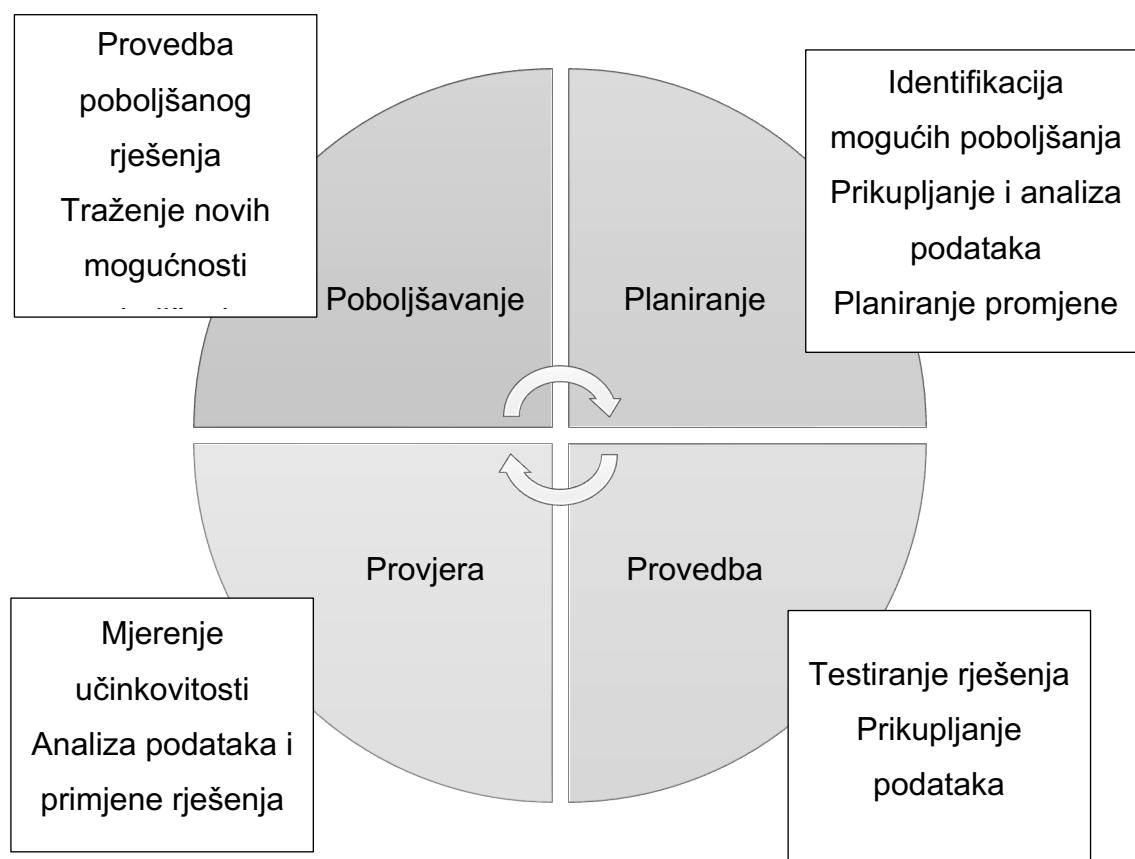 Provedba
poboljšanog
rješenja
Traženje novih
mogućnosti
Identifikacija
mogućih poboljšanja
Prikupljanje i analiza
podataka
Planiranje promjene
Poboljšavanje
Planiranje
Provjera
Provedba
Mjerenje
učinkovitosti
Analiza podataka i
primjene rješenja
Testiranje rješenja
Prikupljanje
podataka